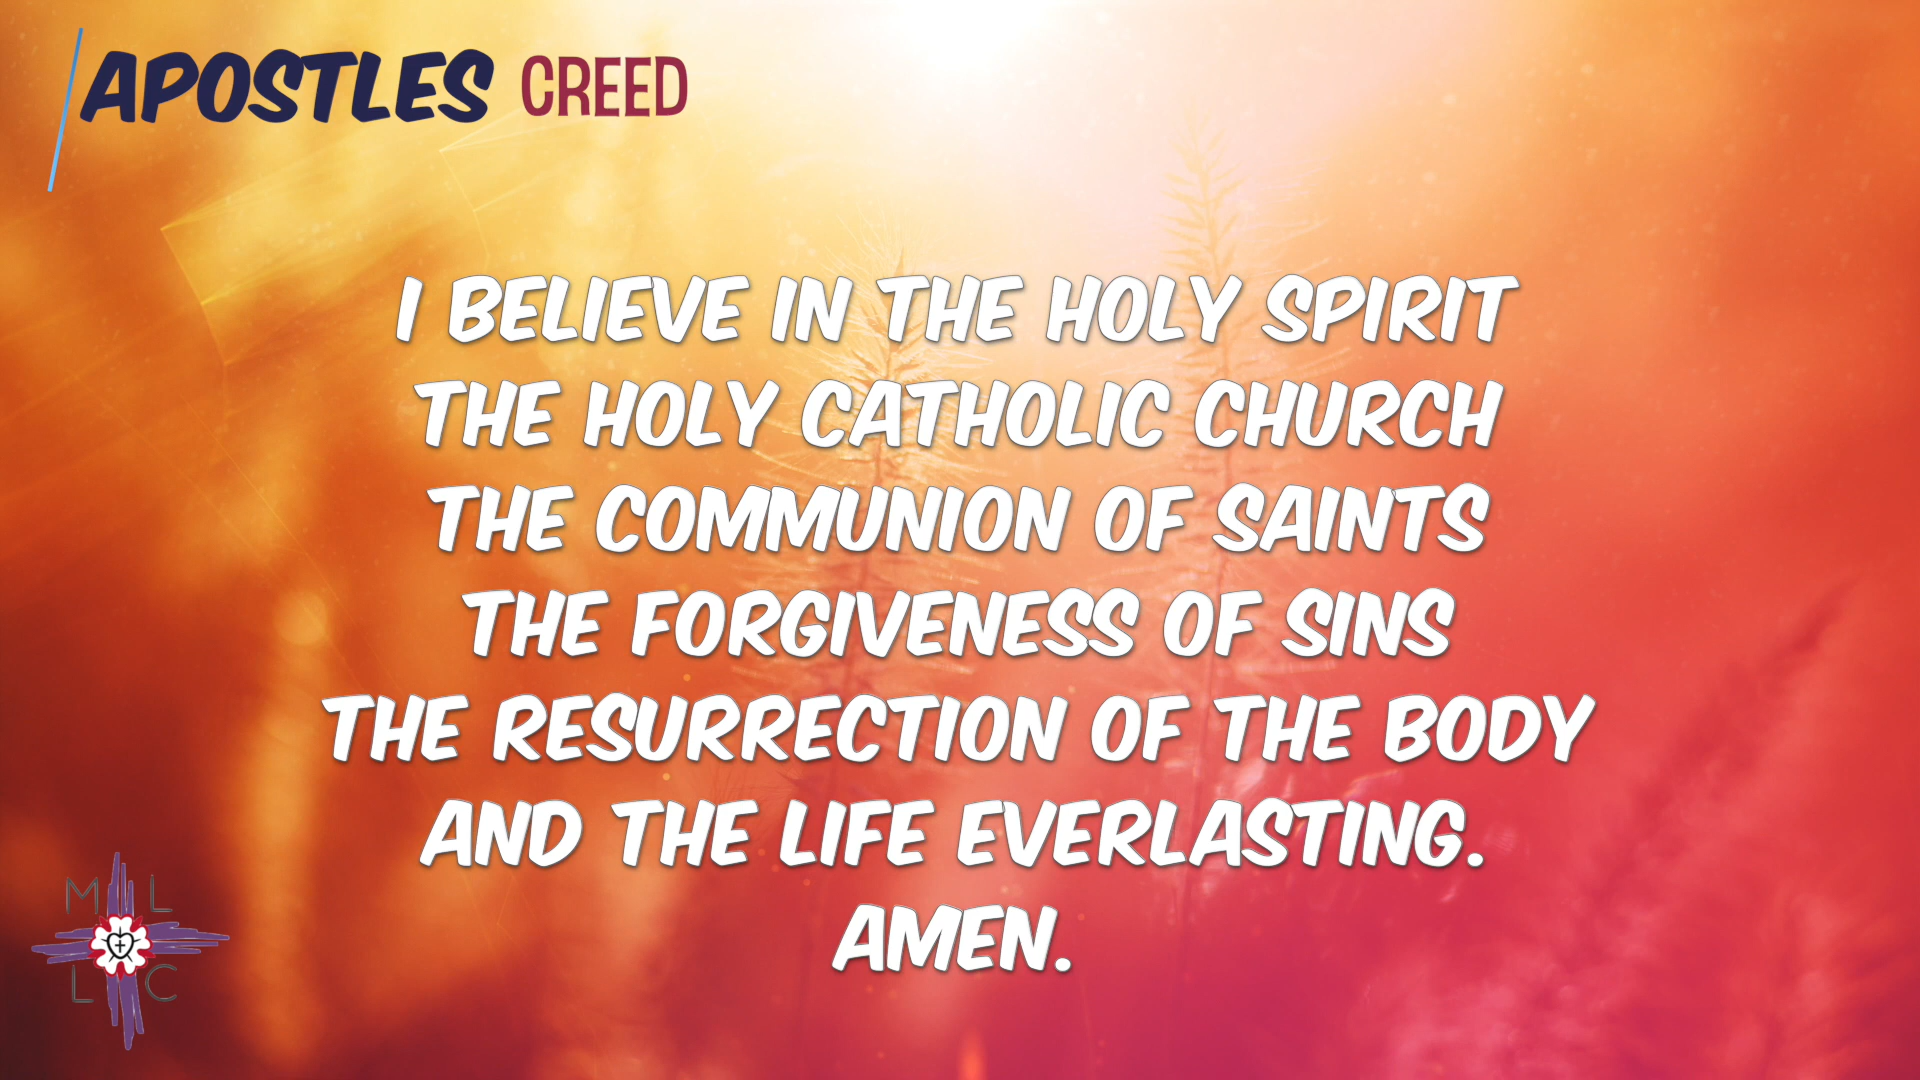 APOSTLES CREED
I BELIEVE IN THE HOLY SPIRIT
THE HOLY CATHOLIC CHURCH
THE COMMUNION OF SAINTS
THE FORGIVENESS OF SINS
THE RESURRECTION OF THE BODY
AND THE LIFE EVERLASTING.
AMEN.
M L
L C